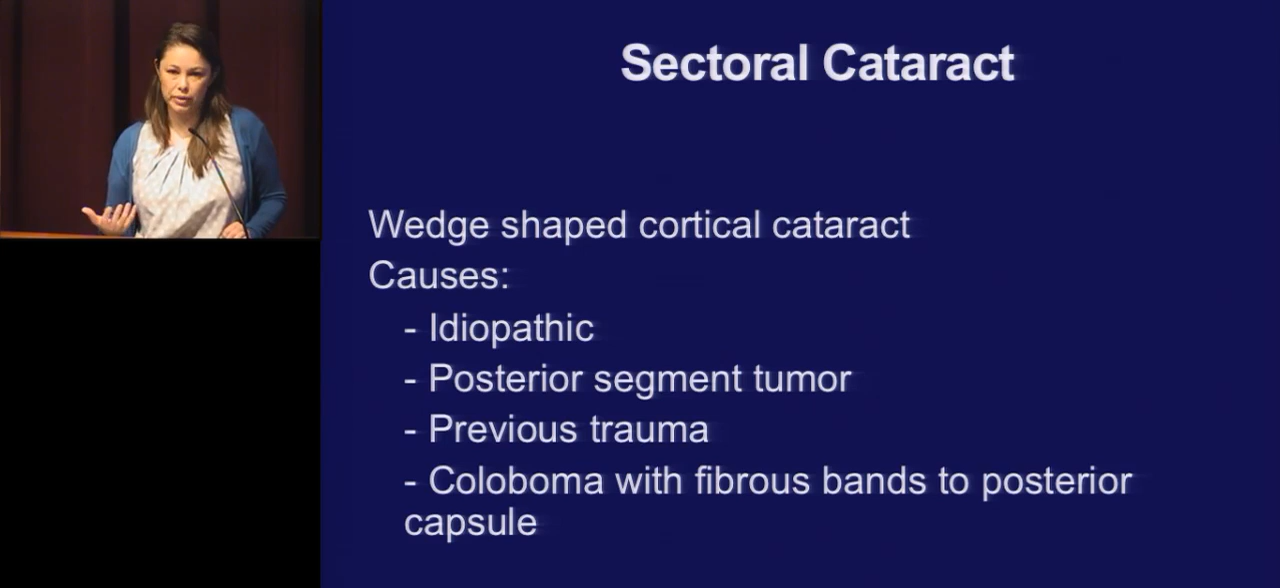 Sectoral Cataract
Wedge shaped cortical cataract
Causes:
- Idiopathic
- Posterior segment tumor
- Previous trauma
- Coloboma with fibrous bands to posterior
capsule